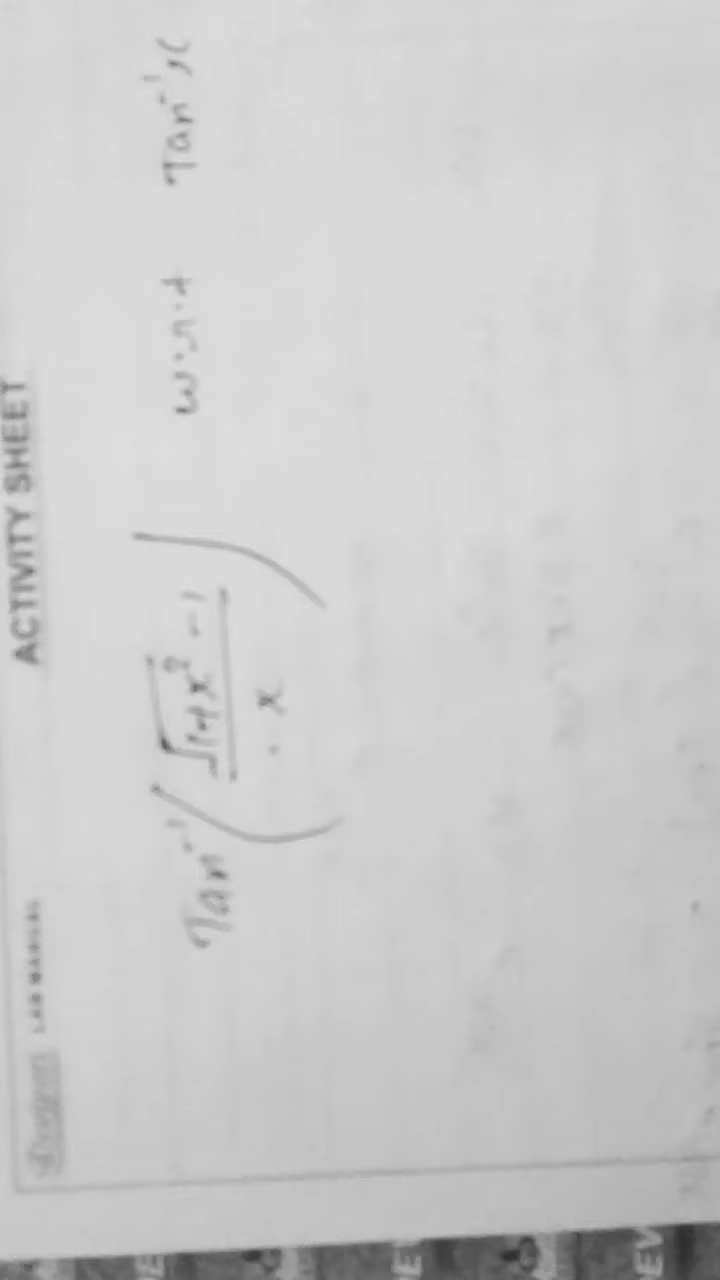 LAB MANUAL ACTIVITY SHEET
Tan⁻¹(√(1+x²) −1 / x) w.r.t Tan⁻¹x